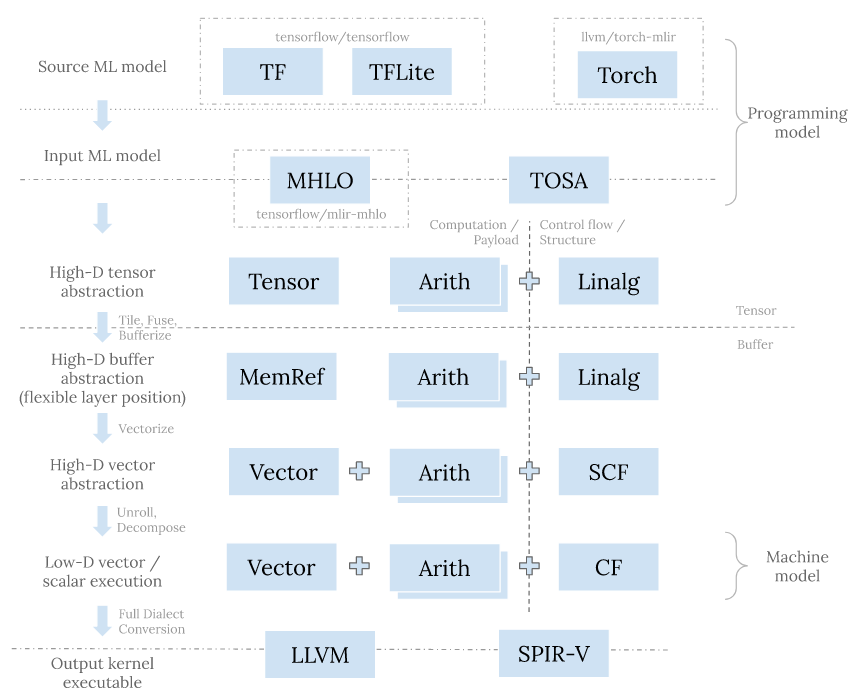 tensorflow/tensorflow
llvm/torch-mlir
Source ML model
TF
TFLite
Torch
Programming
model
Input ML model
MHLO
TOSA
tensorflow/mlir-mhlo
Computation /
Payload
Control flow /
Structure
High-D tensor
abstraction
Tensor
Arith
Linalg
Tile, Fuse,
Bufferize
Tensor
Buffer
High-D buffer
abstraction
(flexible layer position)
MemRef
Arith
Linalg
Vectorize
High-D vector
abstraction
Vector
Arith
SCF
Unroll,
Decompose
Low-D vector /
scalar execution
Vector
Arith
CF
Machine
model
Full Dialect
Conversion
Output kernel
executable
LLVM
SPIR-V